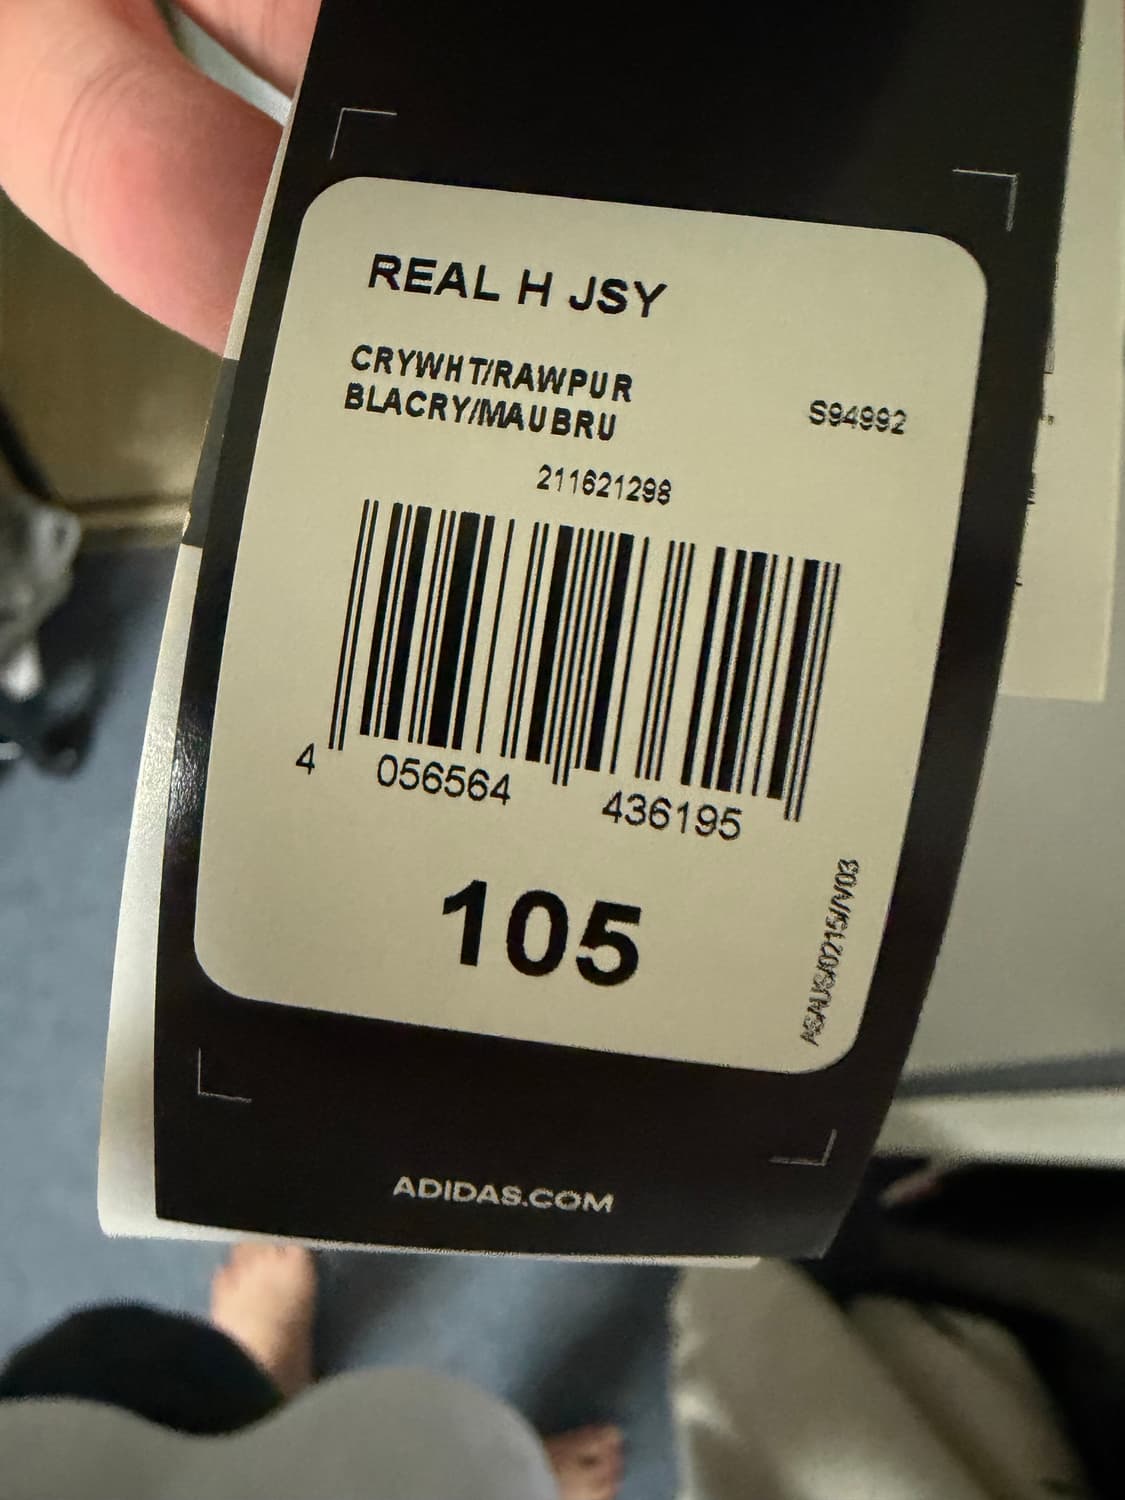 REAL H JSY
CRYWHT/RAWPUR
BLACRY/MAUBRU
S94992
211621298
4 056564 436195
105
ADIDAS.COM